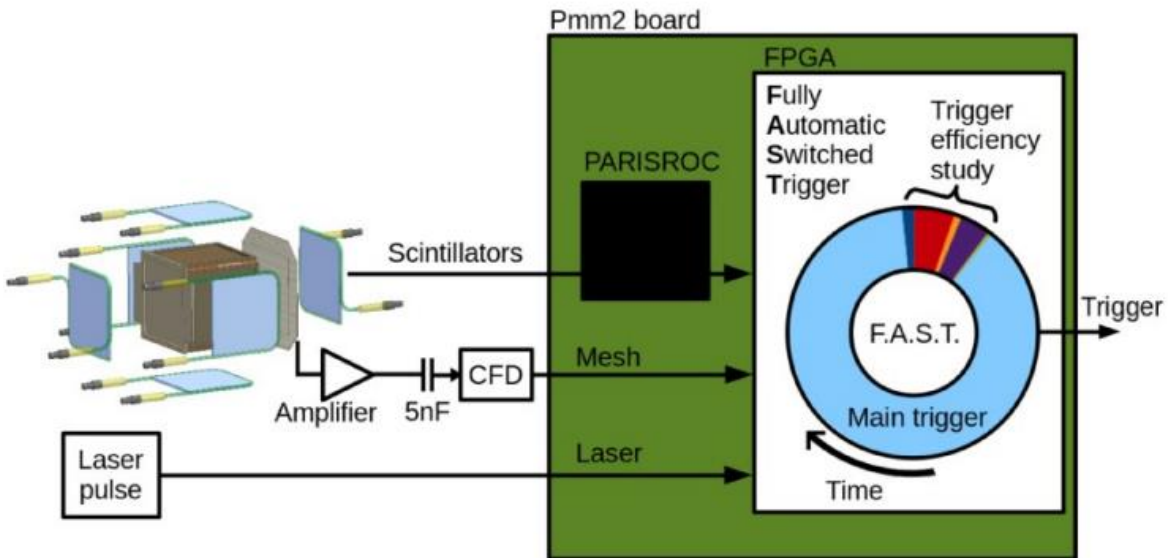 Pmm2 board
FPGA
Fully
Automatic
Switched
Trigger
Trigger
efficiency
study
PARISROC
Scintillators
F.A.S.T.
Trigger
Mesh
CFD
Amplifier
5nF
Main trigger
Laser
Laser
pulse
Time